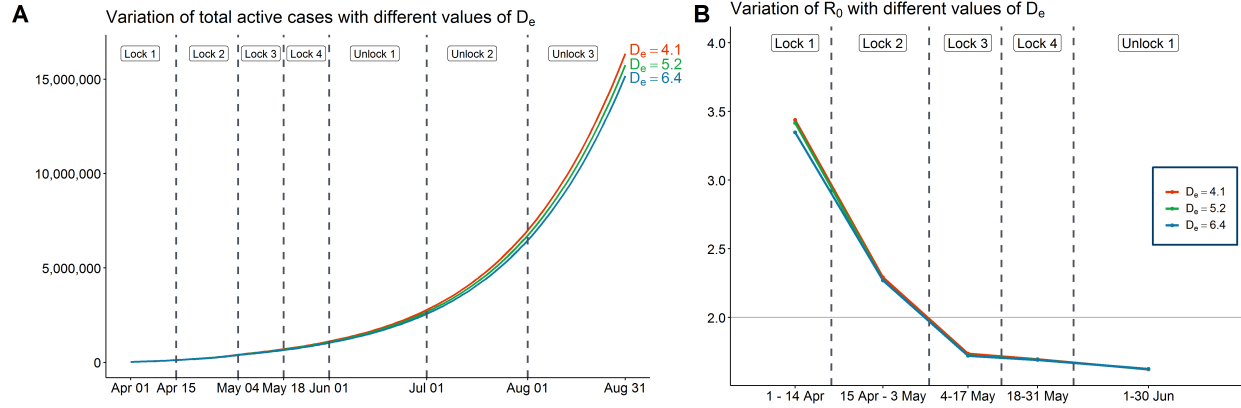 A
Variation of total active cases with different values of Dₑ
Lock 1
Lock 2
Lock 3
Lock 4
Unlock 1
Unlock 2
Unlock 3
Dₑ = 4.1
Dₑ = 5.2
Dₑ = 6.4
15,000,000
10,000,000
5,000,000
0
Apr 01 Apr 15 May 04 May 18 Jun 01 Jul 01 Aug 01 Aug 31
B
Variation of R₀ with different values of Dₑ
Lock 1
Lock 2
Lock 3
Lock 4
Unlock 1
4.0
3.5
3.0
2.5
2.0
Dₑ = 4.1
Dₑ = 5.2
Dₑ = 6.4
1 - 14 Apr 15 Apr - 3 May 4-17 May 18-31 May 1-30 Jun